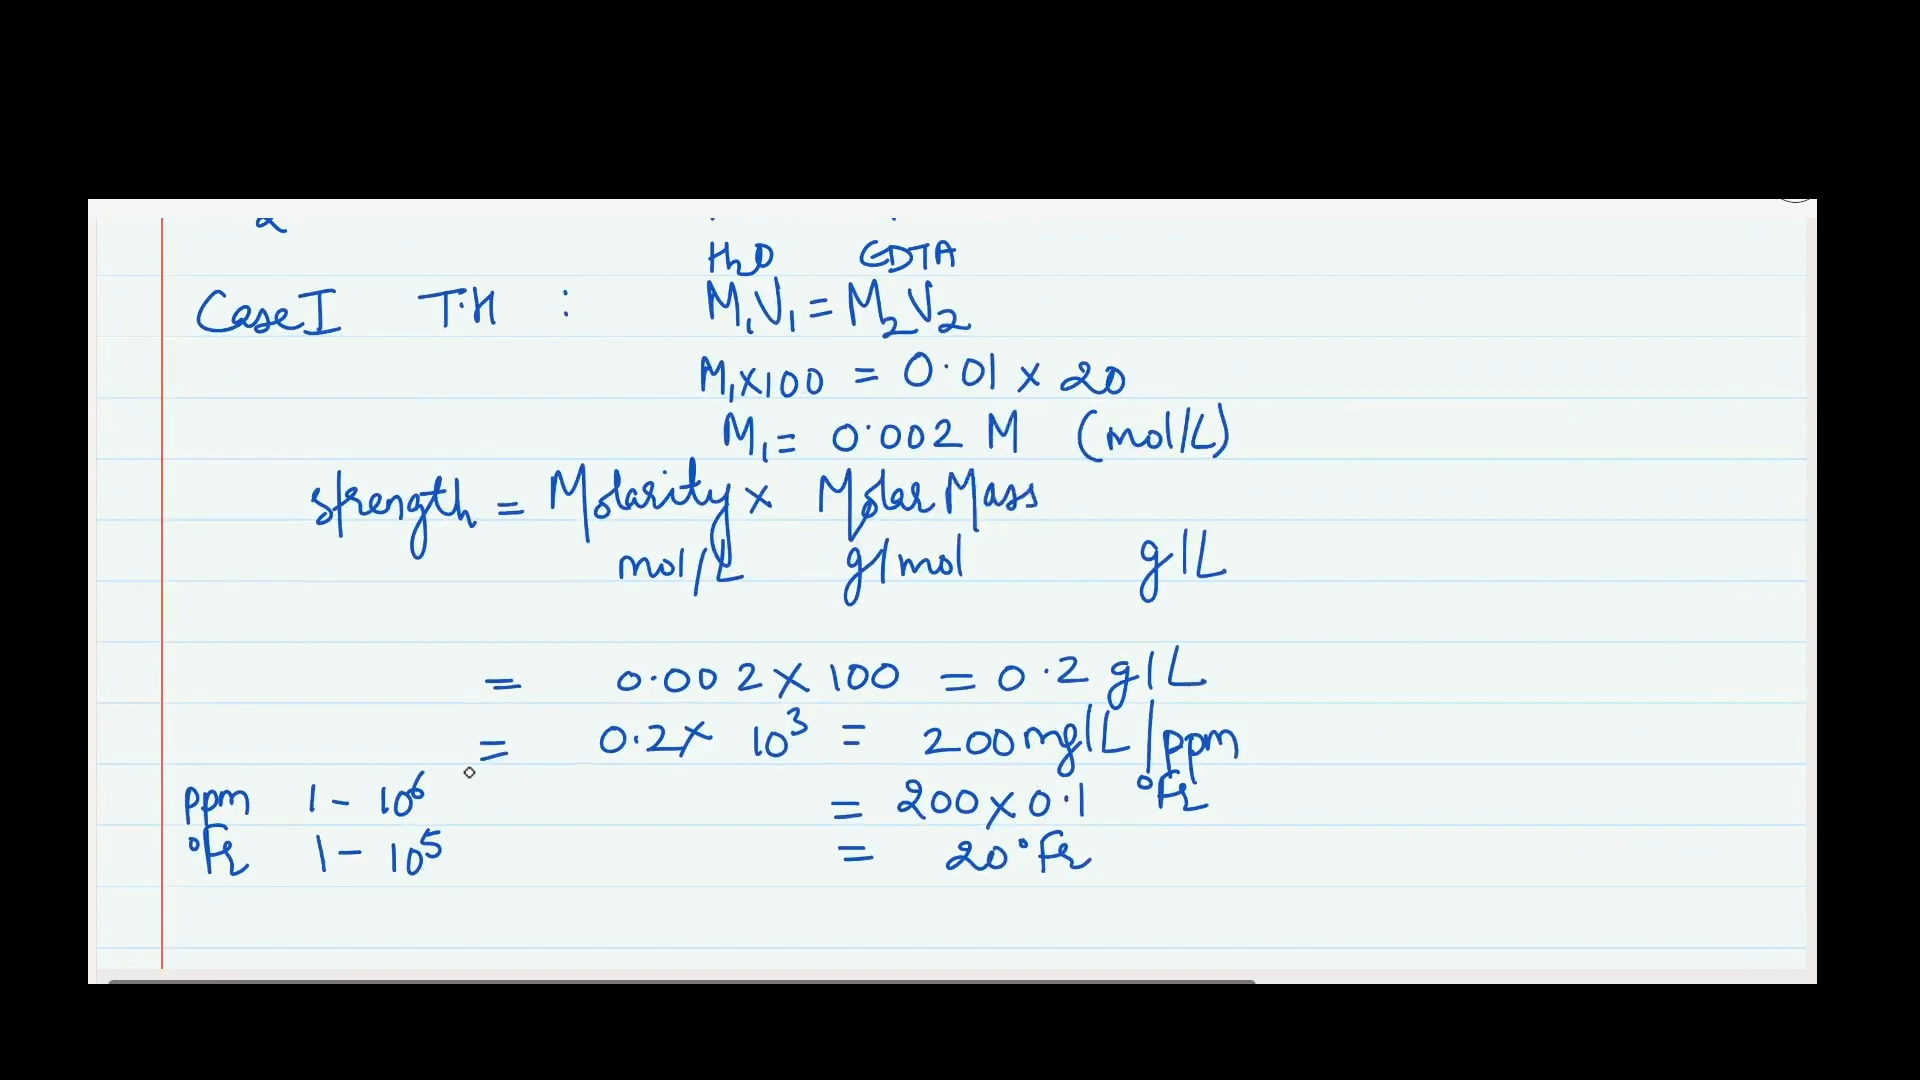 H2O EDTA
Case I T.H : M1V1 = M2V2
M1×100 = 0.01 × 20
M1 = 0.002 M (mol/L)
strength = Molarity × Molar Mass
mol/L g/mol g/L
= 0.002 × 100 = 0.2 g/L
= 0.2 × 10³ = 200 mg/L / ppm
ppm 1 - 10⁶ = 200 × 0.1 °Fr
°Fr 1 - 10⁵ = 20 °Fr